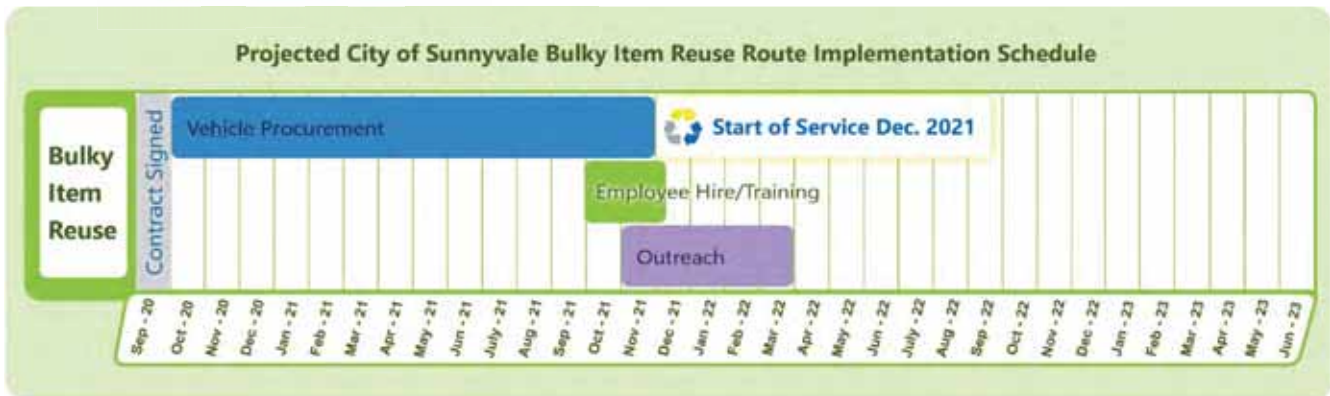 Projected City of Sunnyvale Bulky Item Reuse Route Implementation Schedule
Bulky
Item
Reuse
Contract Signed
Vehicle Procurement
Start of Service Dec. 2021
Employee Hire/Training
Outreach
Sep - 20
Oct - 20
Nov - 20
Dec - 20
Jan - 21
Feb - 21
Mar - 21
Apr - 21
May - 21
Jun - 21
July - 21
Aug - 21
Sep - 21
Oct - 21
Nov - 21
Dec - 21
Jan - 22
Feb - 22
Mar - 22
Apr - 22
May - 22
Jun - 22
July - 22
Aug - 22
Sep - 22
Oct - 22
Nov - 22
Dec - 22
Jan - 23
Feb - 23
Mar - 23
Apr - 23
May - 23
Jun - 23